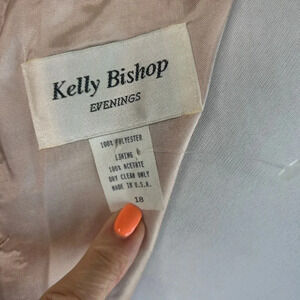 Kelly Bishop
EVENINGS
100% POLYESTER
LINING
100% ACETATE
DRY CLEAN ONLY
MADE IN U.S.A.
18